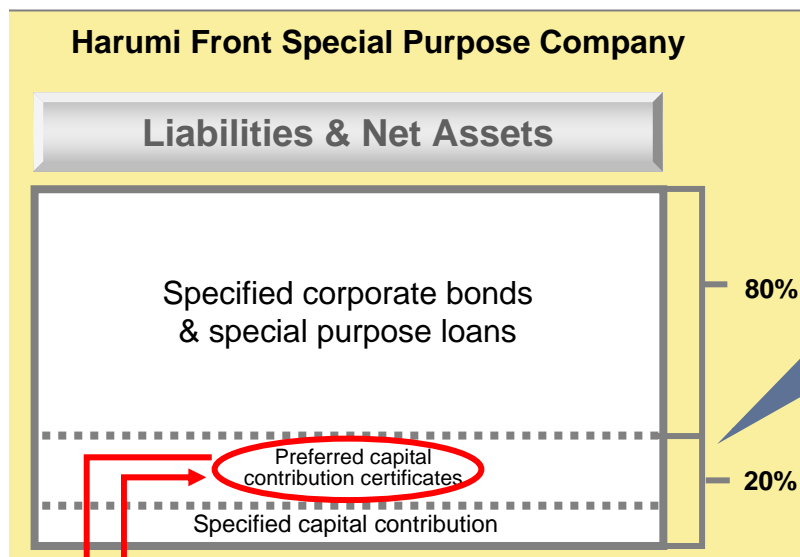 Harumi Front Special Purpose Company
Liabilities & Net Assets
Specified corporate bonds
& special purpose loans
80%
Preferred capital
contribution certificates
20%
Specified capital contribution